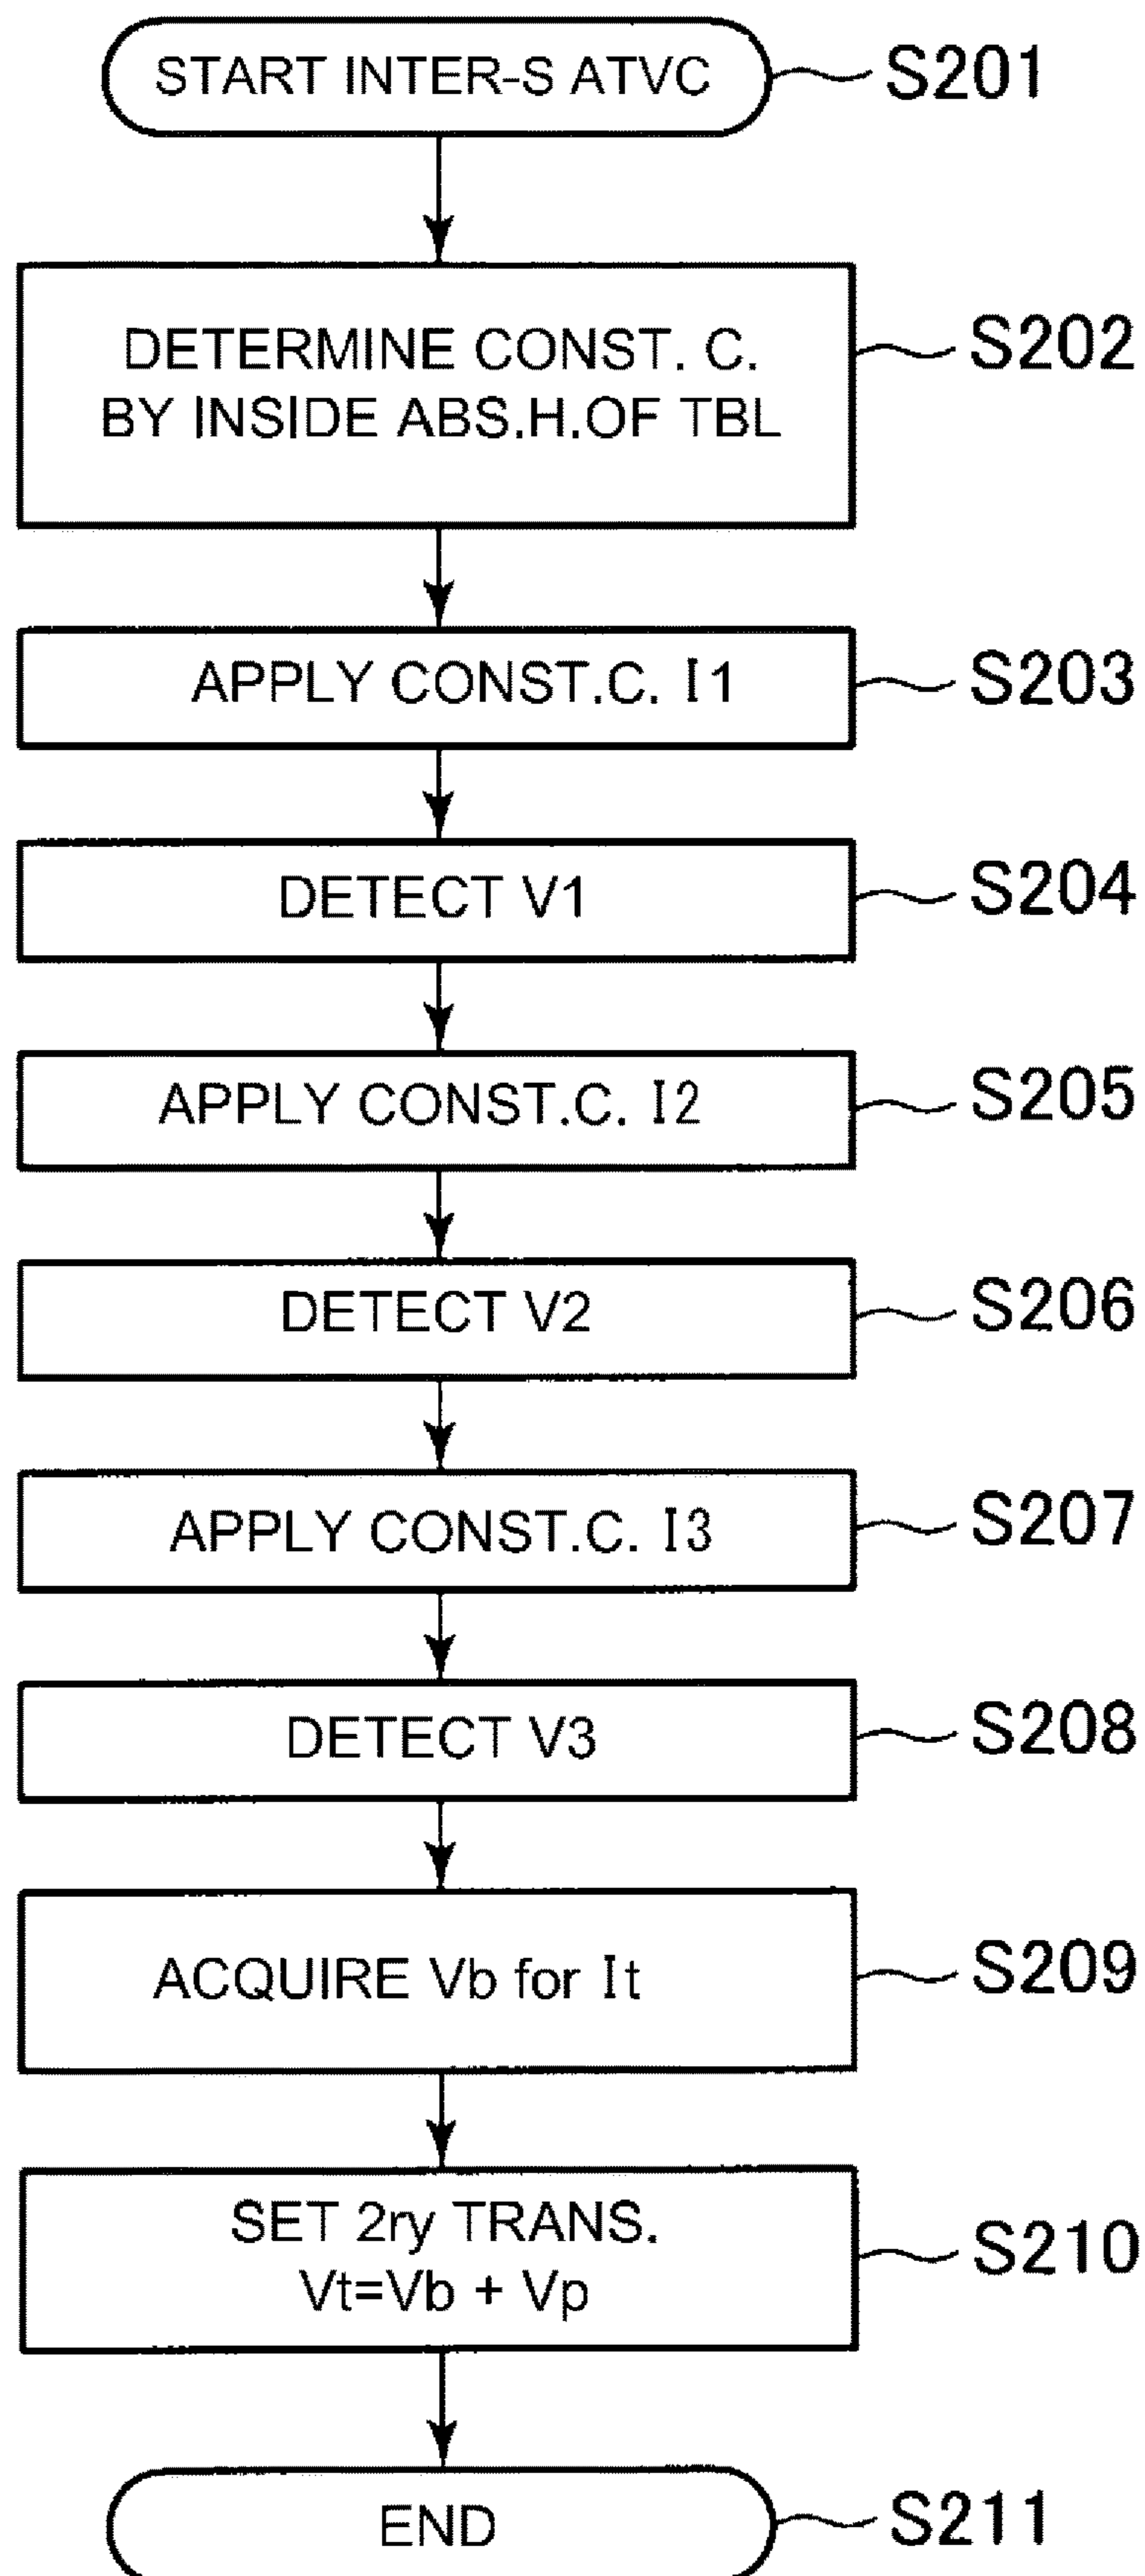 START INTER-S ATVC
S201
DETERMINE CONST. C.
BY INSIDE ABS.H.OF TBL
S202
APPLY CONST.C. I1
S203
DETECT V1
S204
APPLY CONST.C. I2
S205
DETECT V2
S206
APPLY CONST.C. I3
S207
DETECT V3
S208
ACQUIRE Vb for It
S209
SET 2ry TRANS.
Vt=Vb + Vp
S210
END
S211